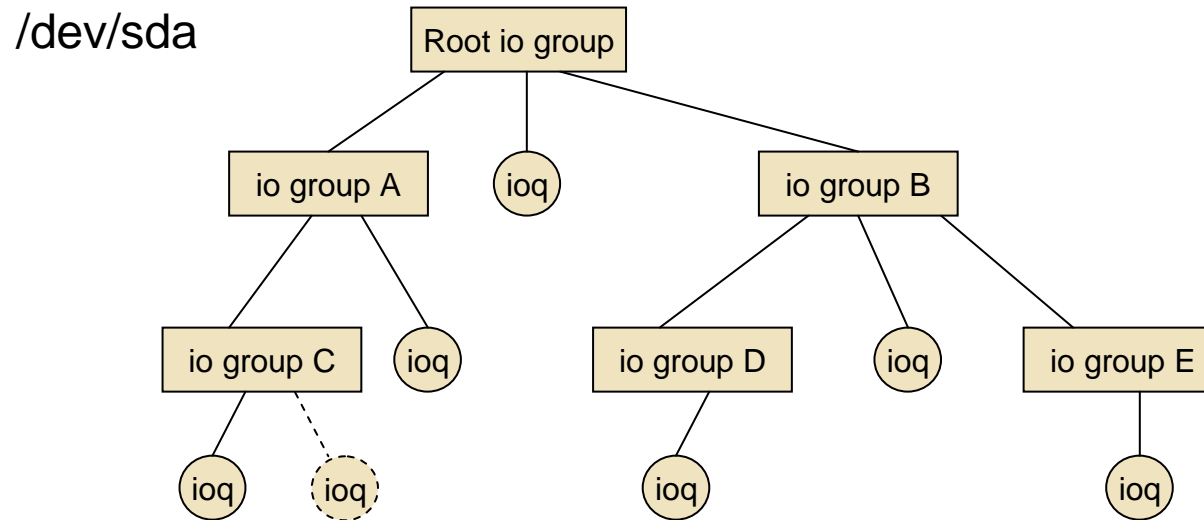 /dev/sda
Root io group
io group A
ioq
io group B
io group C
ioq
io group D
ioq
io group E
ioq
ioq
ioq
ioq